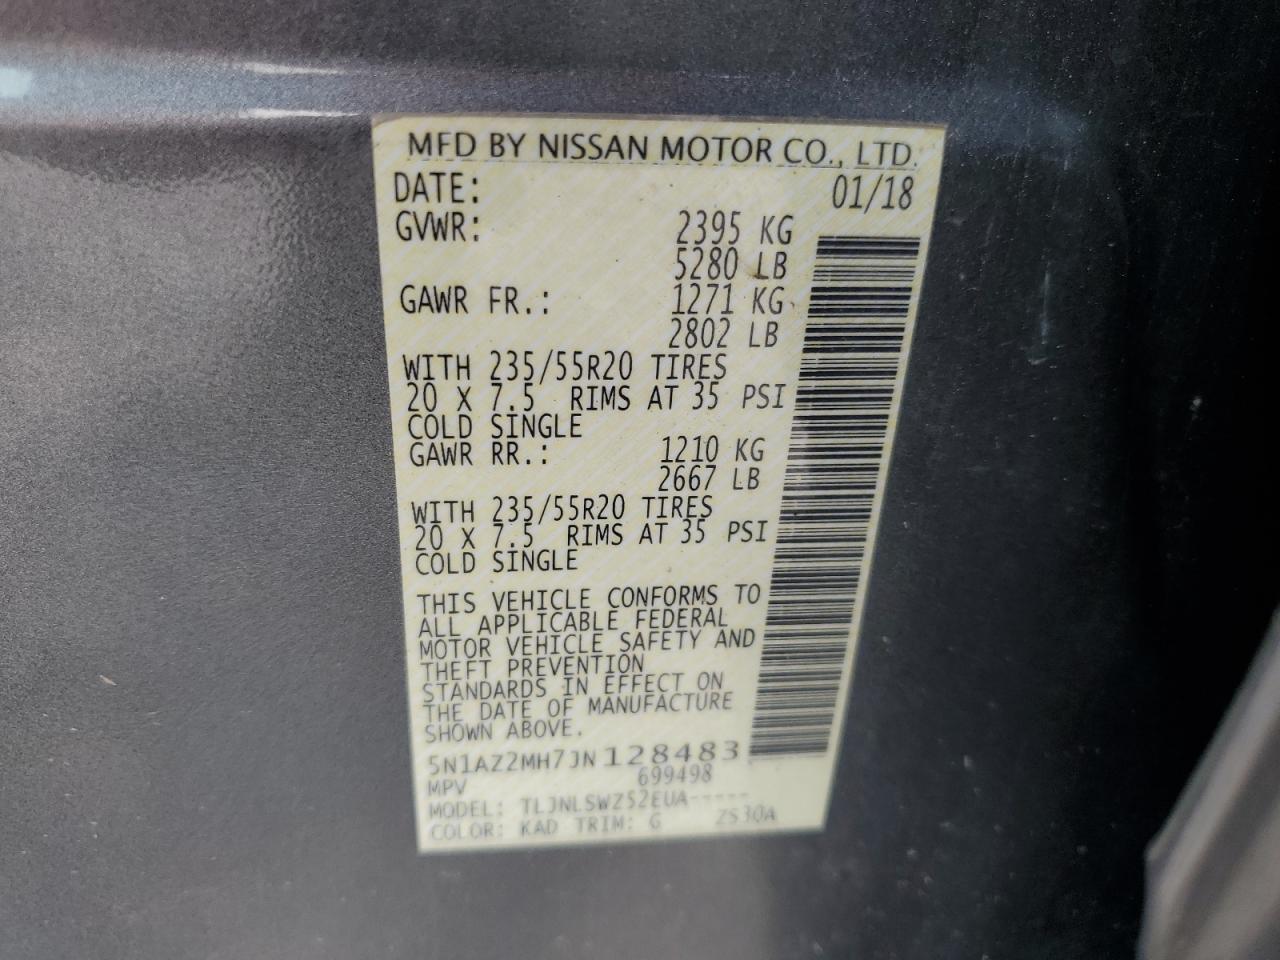 MFD BY NISSAN MOTOR CO., LTD.
DATE: 01/18
GVWR: 2395 KG
5280 LB
GAWR FR.: 1271 KG
2802 LB
WITH 235/55R20 TIRES
20 X 7.5 RIMS AT 35 PSI
COLD SINGLE
GAWR RR.: 1210 KG
2667 LB
WITH 235/55R20 TIRES
20 X 7.5 RIMS AT 35 PSI
COLD SINGLE
THIS VEHICLE CONFORMS TO
ALL APPLICABLE FEDERAL
MOTOR VEHICLE SAFETY AND
THEFT PREVENTION
STANDARDS IN EFFECT ON
THE DATE OF MANUFACTURE
SHOWN ABOVE.
5N1AZ2MH7JN128483
MPV 699498
MODEL: TLJNLSWZ52EUA-----
COLOR: KAD TRIM: G ZS30A